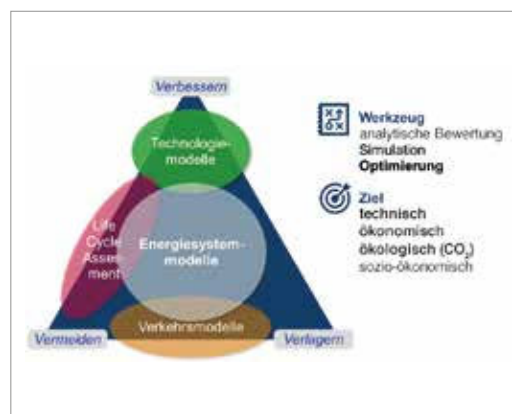 Verbessern
Technologie-
modelle
Life
Cycle
Asses-
ment
Energiesystem-
modelle
Verkehrsmodelle
Vermeiden
Verlagern
Werkzeug
analytische Bewertung
Simulation
Optimierung
Ziel
technisch
ökonomisch
ökologisch (CO₂)
sozio-ökonomisch